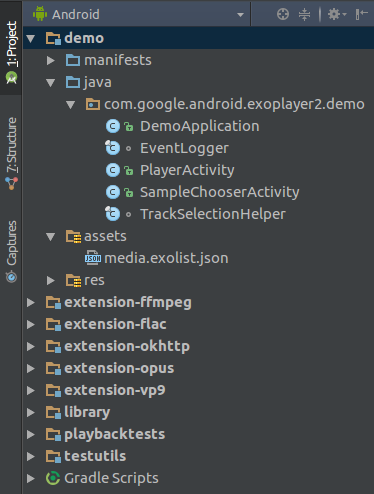 Android
1: Project
7: Structure
Captures
demo
manifests
java
com.google.android.exoplayer2.demo
DemoApplication
EventLogger
PlayerActivity
SampleChooserActivity
TrackSelectionHelper
assets
media.exolist.json
res
extension-ffmpeg
extension-flac
extension-okhttp
extension-opus
extension-vp9
library
playbacktests
testutils
Gradle Scripts